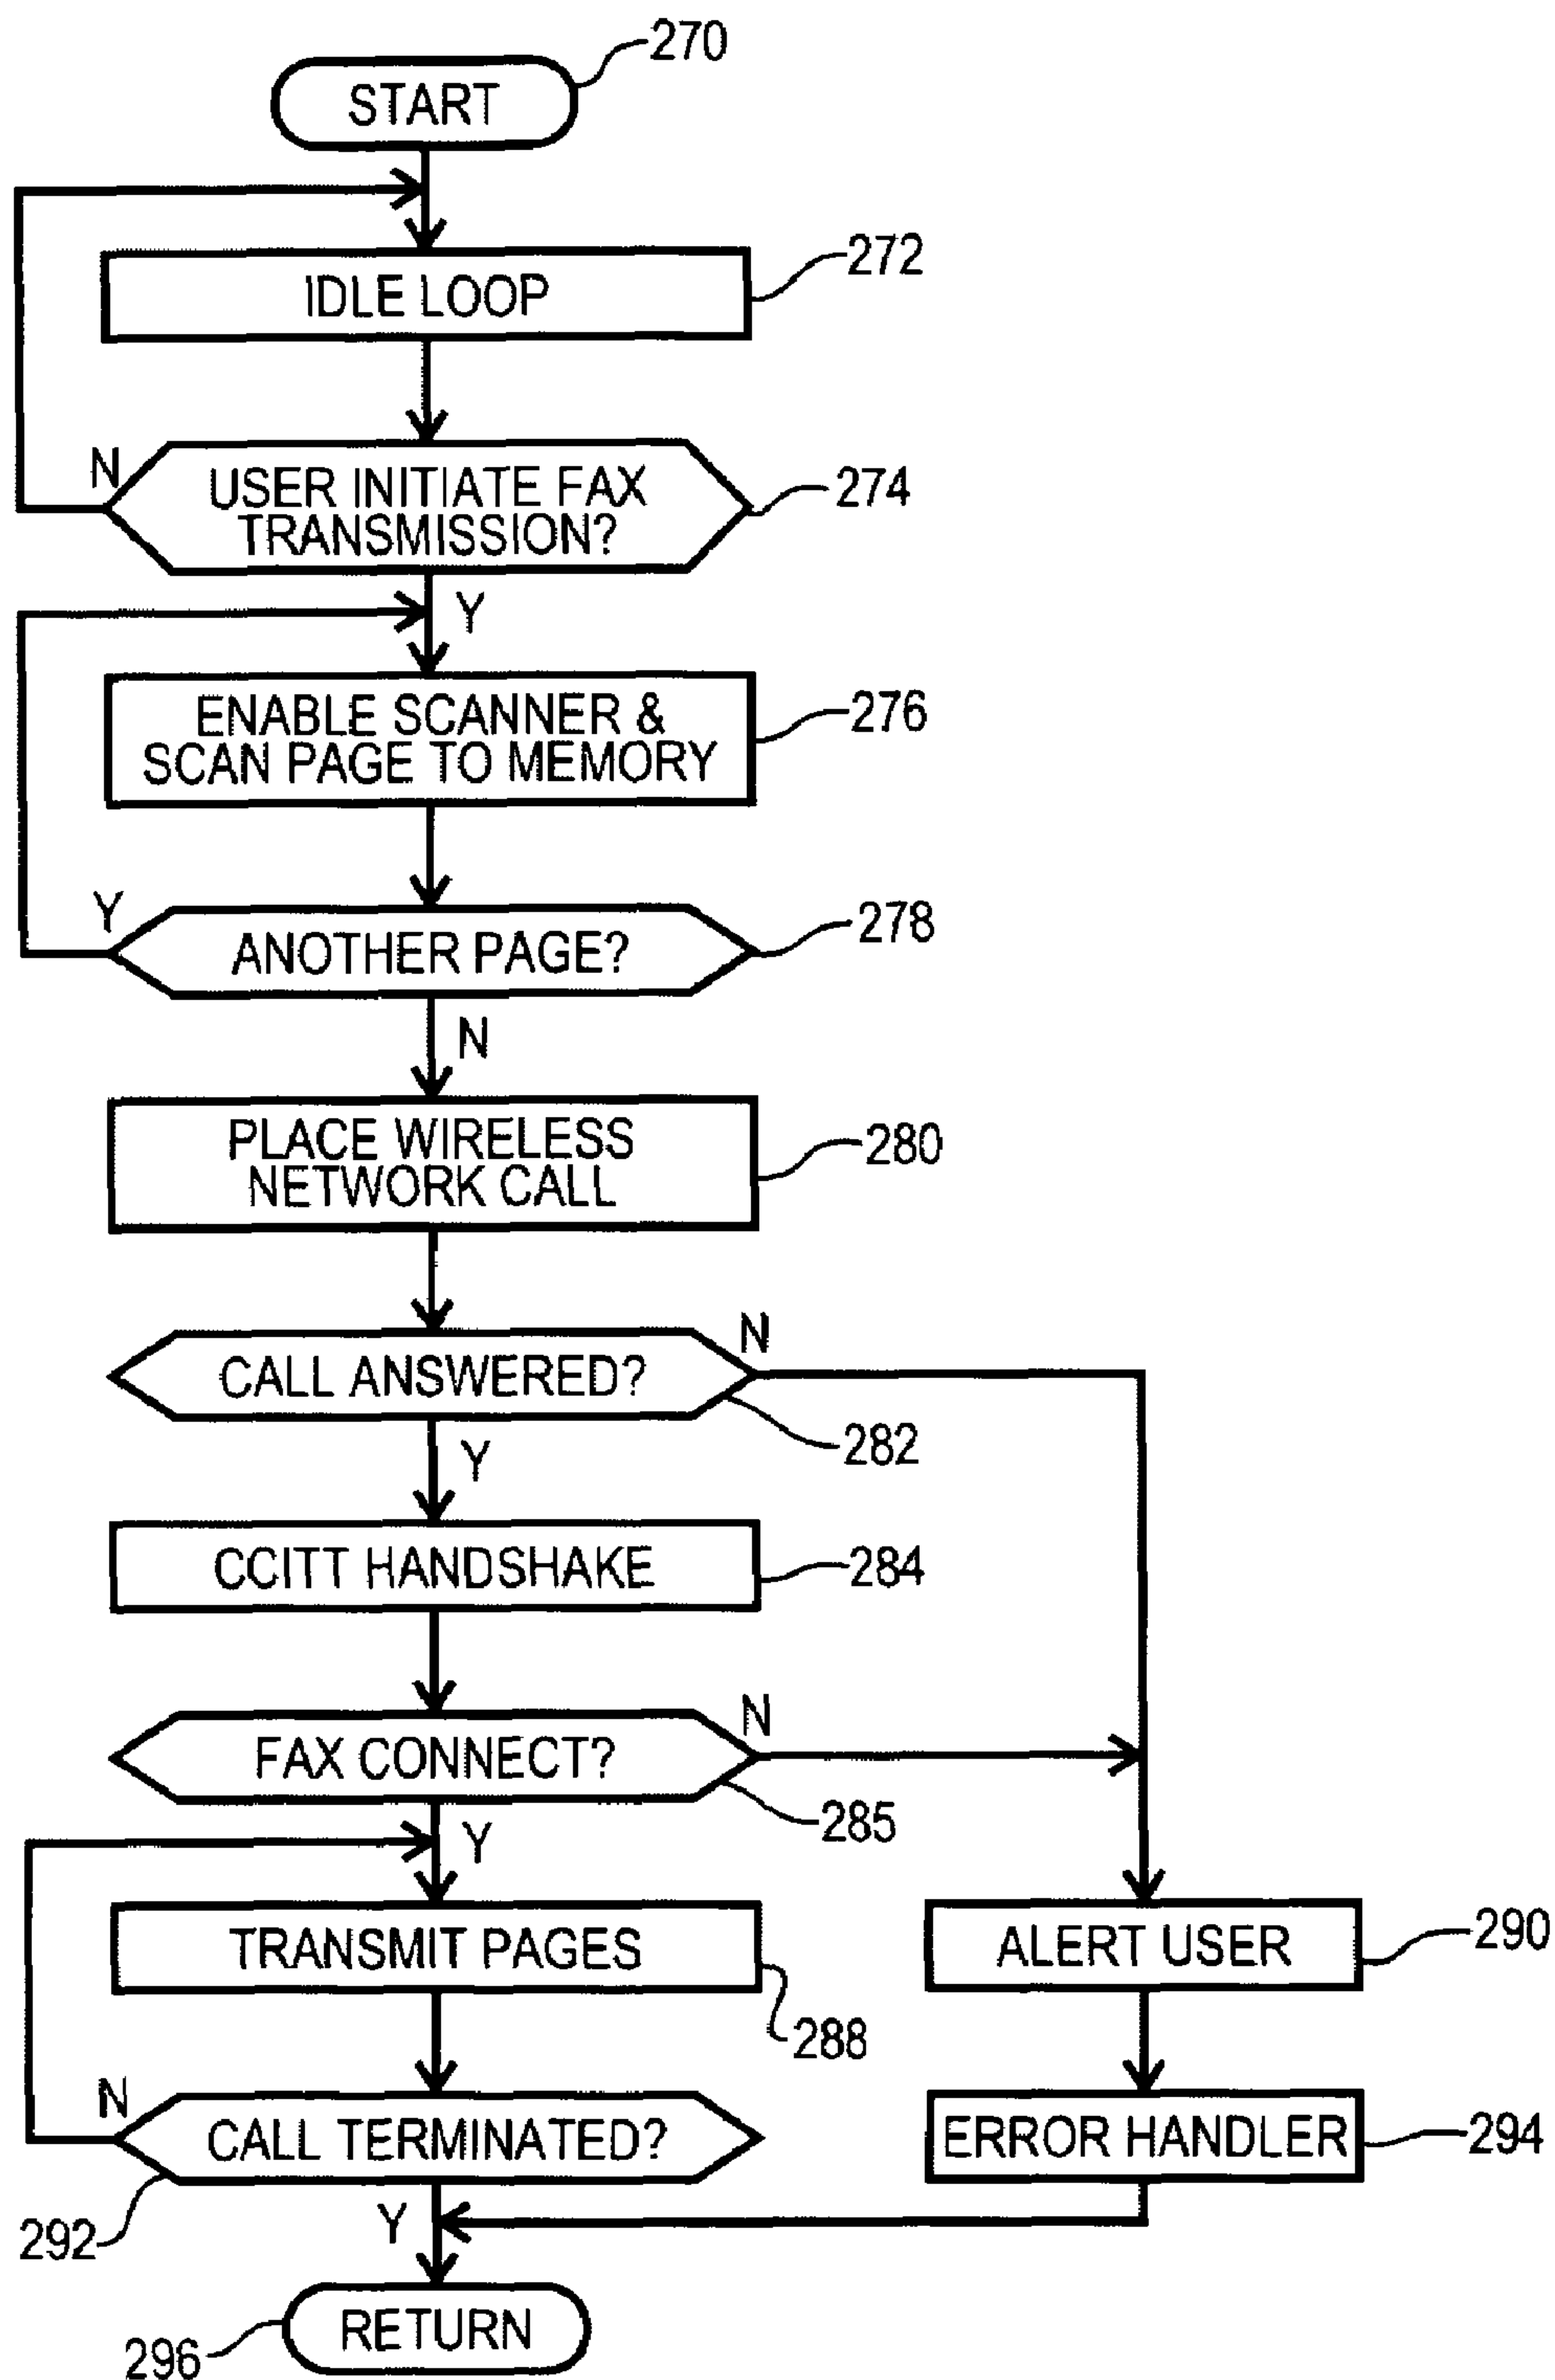 270
START
272
IDLE LOOP
N
USER INITIATE FAX
TRANSMISSION?
274
Y
ENABLE SCANNER &
SCAN PAGE TO MEMORY
276
Y
ANOTHER PAGE?
278
N
PLACE WIRELESS
NETWORK CALL
280
N
CALL ANSWERED?
282
Y
CCITT HANDSHAKE
284
N
FAX CONNECT?
285
Y
TRANSMIT PAGES
288
ALERT USER
290
N
CALL TERMINATED?
292
ERROR HANDLER
294
Y
RETURN
296